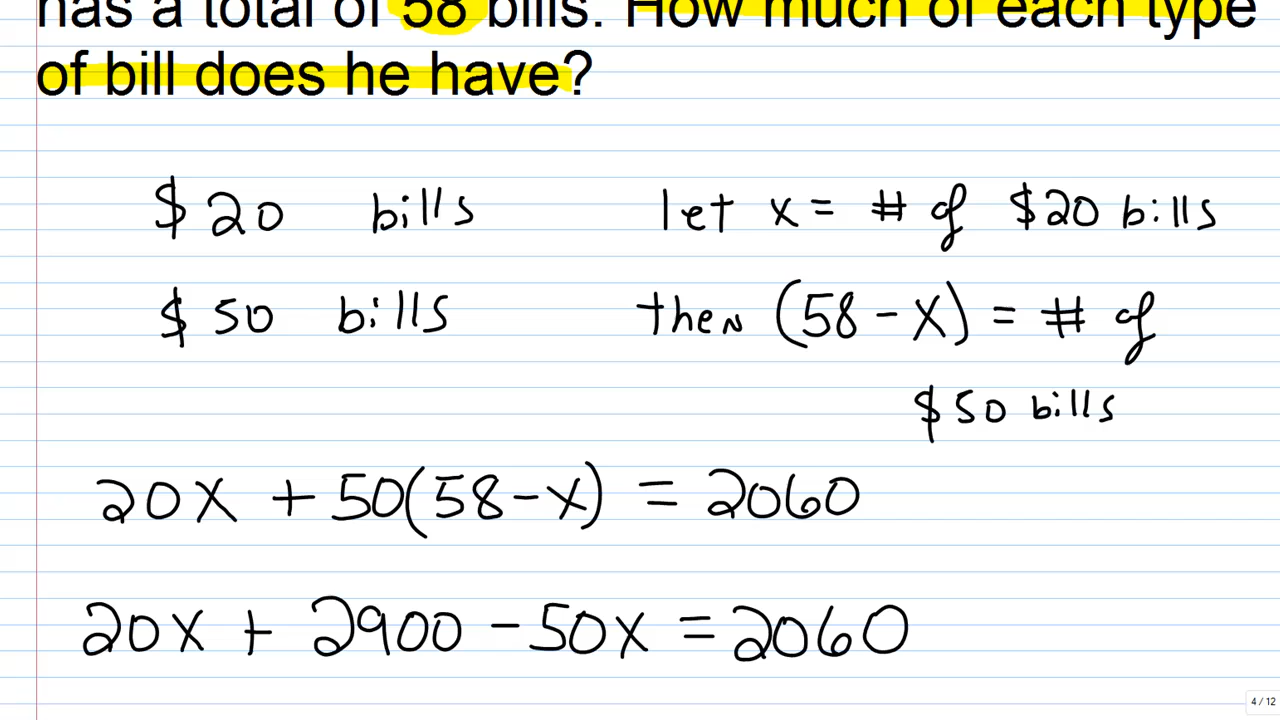 has a total of 58 bills. How much of each type
of bill does he have?
$20 bills let x = # of $20 bills
$50 bills then (58 - x) = # of
$50 bills
20x + 50(58 - x) = 2060
20x + 2900 - 50x = 2060
4 / 12